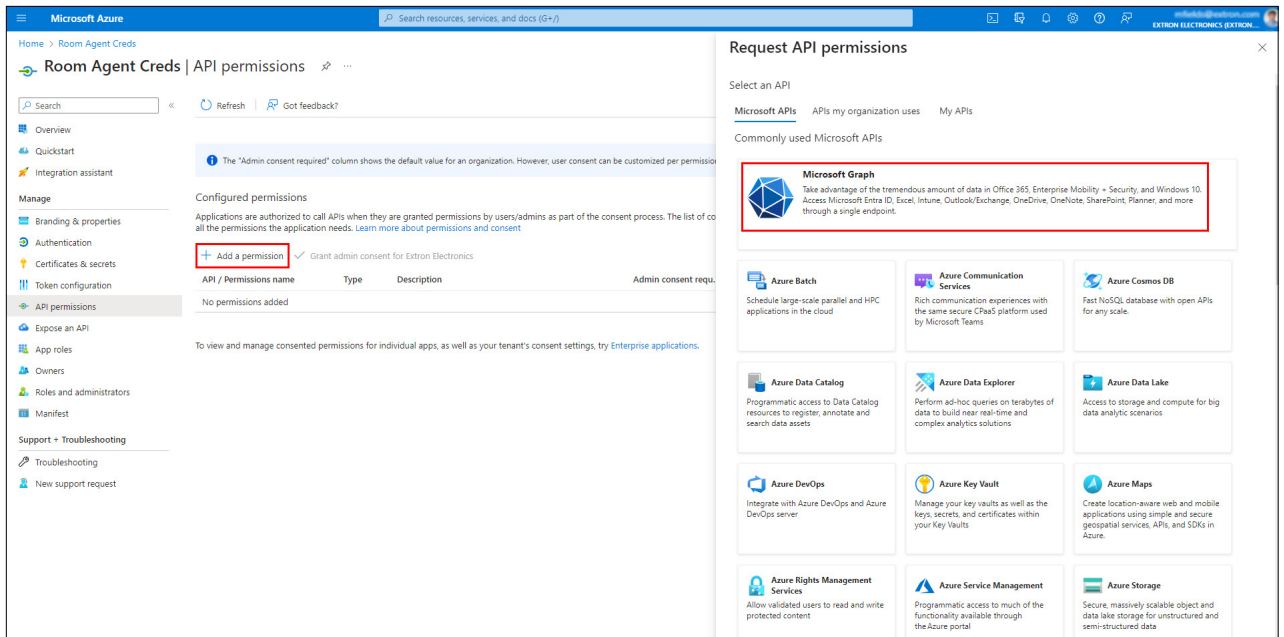 Microsoft Azure
Search resources, services, and docs (G+/)
EXTRON ELECTRONICS (EXTRON....
Home > Room Agent Creds
Room Agent Creds | API permissions
Search
Overview
Quickstart
Integration assistant
Manage
Branding & properties
Authentication
Certificates & secrets
Token configuration
API permissions
Expose an API
App roles
Owners
Roles and administrators
Manifest
Support + Troubleshooting
Troubleshooting
New support request
Refresh
Got feedback?
The "Admin consent required" column shows the default value for an organization. However, user consent can be customized per permission
Configured permissions
Applications are authorized to call APIs when they are granted permissions by users/admins as part of the consent process. The list of co
all the permissions the application needs. Learn more about permissions and consent
+ Add a permission
Grant admin consent for Extron Electronics
API / Permissions name Type Description Admin consent requ...
No permissions added
To view and manage consented permissions for individual apps, as well as your tenant's consent settings, try Enterprise applications.
Request API permissions
Select an API
Microsoft APIs APIs my organization uses My APIs
Commonly used Microsoft APIs
Microsoft Graph
Take advantage of the tremendous amount of data in Office 365, Enterprise Mobility + Security, and Windows 10.
Access Microsoft Entra ID, Excel, Intune, Outlook/Exchange, OneDrive, OneNote, SharePoint, Planner, and more
through a single endpoint.
Azure Batch
Schedule large-scale parallel and HPC
applications in the cloud
Azure Communication
Services
Rich communication experiences with
the same secure CPaaS platform used
by Microsoft Teams
Azure Cosmos DB
Fast NoSQL database with open APIs
for any scale.
Azure Data Catalog
Programmatic access to Data Catalog
resources to register, annotate and
search data assets
Azure Data Explorer
Perform ad-hoc queries on terabytes of
data to build near real-time and
complex analytics solutions
Azure Data Lake
Access to storage and compute for big
data analytic scenarios
Azure DevOps
Integrate with Azure DevOps and Azure
DevOps server
Azure Key Vault
Manage your key vaults as well as the
keys, secrets, and certificates within
your Key Vaults
Azure Maps
Create location-aware web and mobile
applications using simple and secure
geospatial services, APIs, and SDKs in
Azure.
Azure Rights Management
Services
Allow validated users to read and write
protected content
Azure Service Management
Programmatic access to much of the
functionality available through
the Azure portal
Azure Storage
Secure, massively scalable object and
data lake storage for unstructured and
semi-structured data